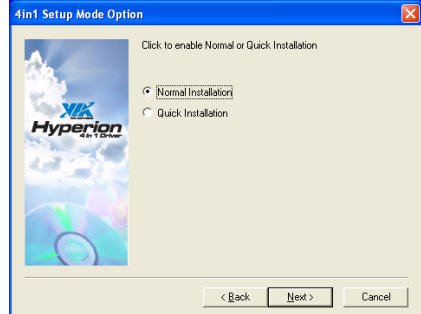 4in1 Setup Mode Option
Click to enable Normal or Quick Installation
Normal Installation
Quick Installation
VIA
Hyperion
4 in 1 Driver
< Back
Next >
Cancel